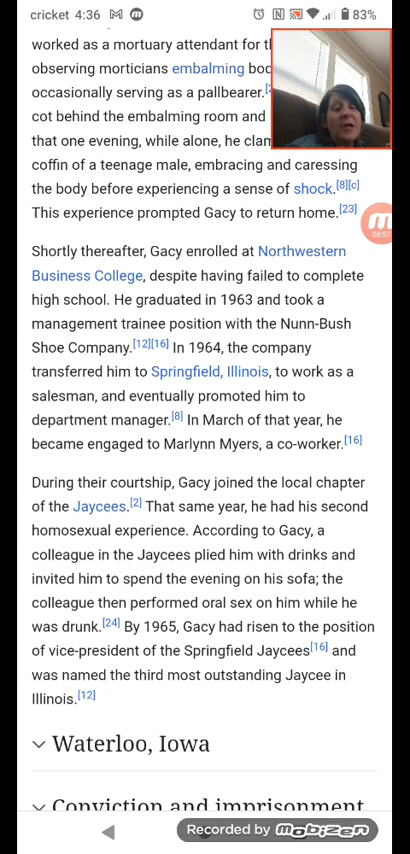 cricket 4:36 83%
worked as a mortuary attendant for
observing morticians embalming
occasionally serving as a pallbearer.
cot behind the embalming room and
that one evening, while alone, he
coffin of a teenage male, embracing and caressing
the body before experiencing a sense of shock.[8][c]
This experience prompted Gacy to return home.[23]
08:52
Shortly thereafter, Gacy enrolled at Northwestern
Business College, despite having failed to complete
high school. He graduated in 1963 and took a
management trainee position with the Nunn-Bush
Shoe Company.[12][16] In 1964, the company
transferred him to Springfield, Illinois, to work as a
salesman, and eventually promoted him to
department manager.[8] In March of that year, he
became engaged to Marlynn Myers, a co-worker.[16]
During their courtship, Gacy joined the local chapter
of the Jaycees.[2] That same year, he had his second
homosexual experience. According to Gacy, a
colleague in the Jaycees plied him with drinks and
invited him to spend the evening on his sofa; the
colleague then performed oral sex on him while he
was drunk.[24] By 1965, Gacy had risen to the position
of vice-president of the Springfield Jaycees[16] and
was named the third most outstanding Jaycee in
Illinois.[12]
Waterloo, Iowa
Conviction and imprisonment
Recorded by mobizen